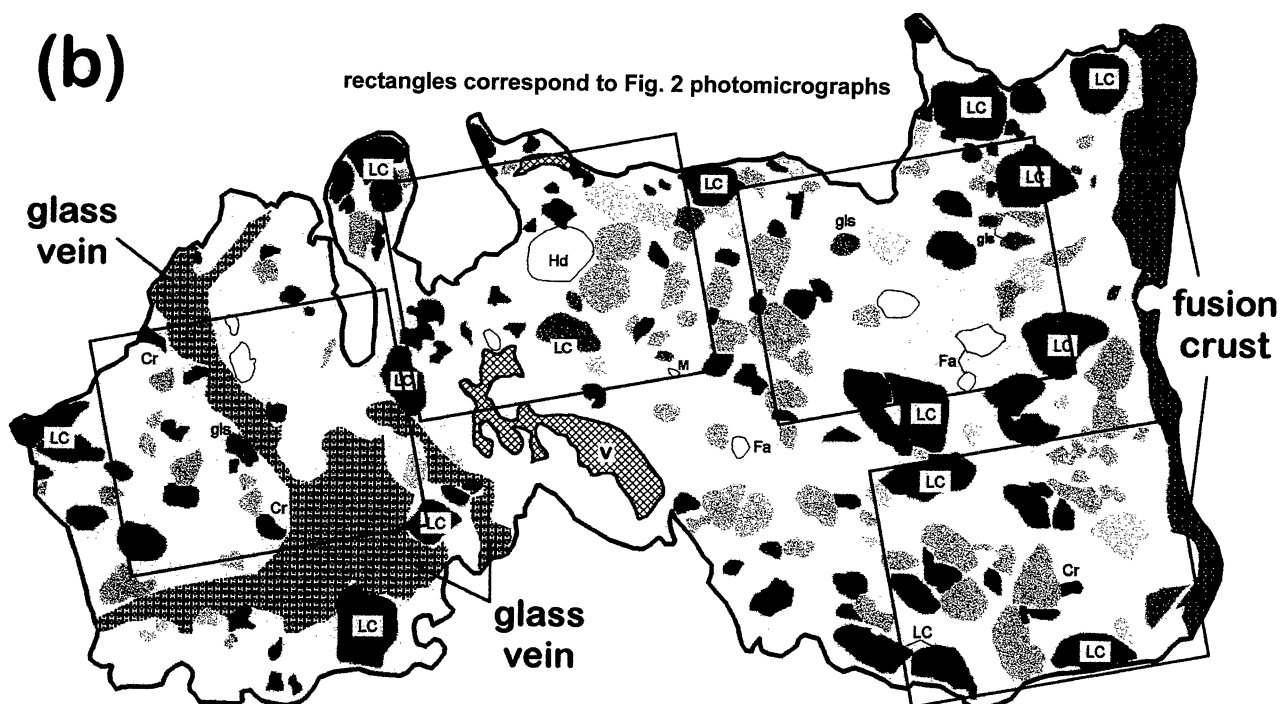 (b)
rectangles correspond to Fig. 2 photomicrographs
LC
LC
LC
LC
LC
glass
vein
gls
gls
Hd
fusion
crust
LC
LC
Cr
M
Fa
LC
LC
gls
LC
V
Fa
LC
Cr
LC
Cr
glass
vein
LC
LC
LC